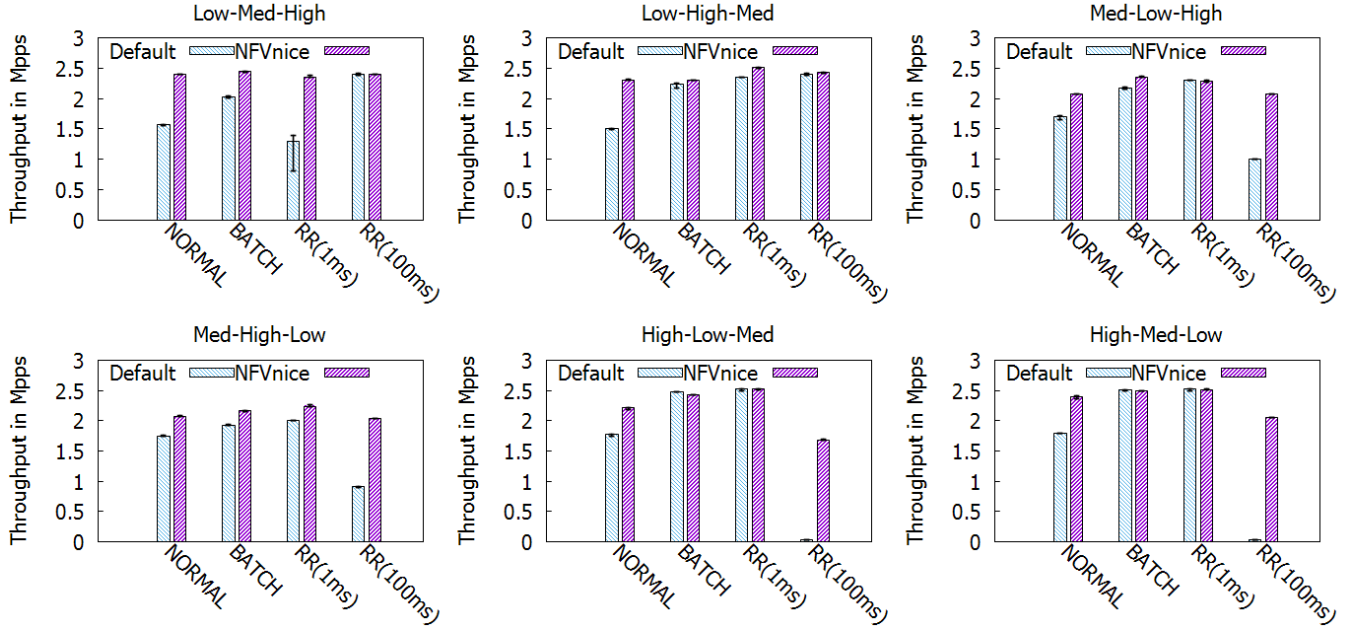 Low-Med-High
Throughput in Mpps
3
2.5
2
1.5
1
0.5
0
Default NFVnice
NORMAL
BATCH
RR(1ms)
RR(100ms)
Low-High-Med
Throughput in Mpps
3
2.5
2
1.5
1
0.5
0
Default NFVnice
NORMAL
BATCH
RR(1ms)
RR(100ms)
Med-Low-High
Throughput in Mpps
3
2.5
2
1.5
1
0.5
0
Default NFVnice
NORMAL
BATCH
RR(1ms)
RR(100ms)
Med-High-Low
Throughput in Mpps
3
2.5
2
1.5
1
0.5
0
Default NFVnice
NORMAL
BATCH
RR(1ms)
RR(100ms)
High-Low-Med
Throughput in Mpps
3
2.5
2
1.5
1
0.5
0
Default NFVnice
NORMAL
BATCH
RR(1ms)
RR(100ms)
High-Med-Low
Throughput in Mpps
3
2.5
2
1.5
1
0.5
0
Default NFVnice
NORMAL
BATCH
RR(1ms)
RR(100ms)